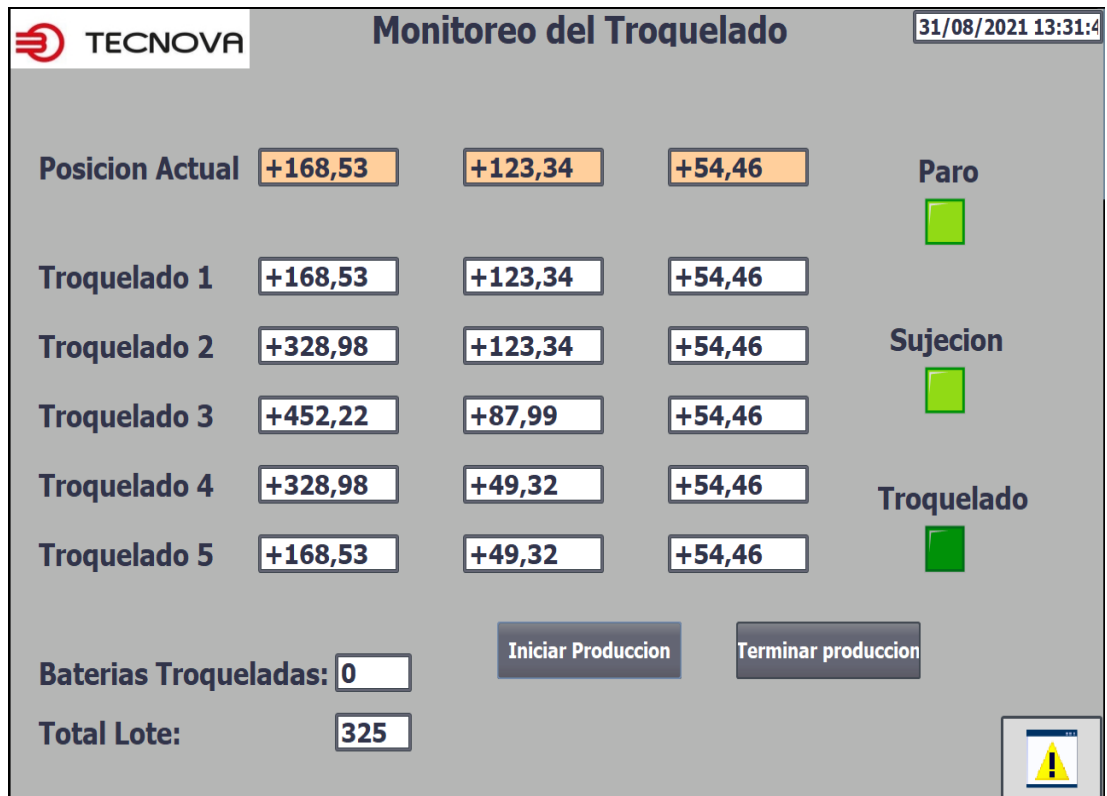 TECNOVA
Monitoreo del Troquelado
31/08/2021 13:31:4
Posicion Actual +168,53 +123,34 +54,46
Paro
Troquelado 1 +168,53 +123,34 +54,46
Troquelado 2 +328,98 +123,34 +54,46
Sujecion
Troquelado 3 +452,22 +87,99 +54,46
Troquelado 4 +328,98 +49,32 +54,46
Troquelado
Troquelado 5 +168,53 +49,32 +54,46
Iniciar Produccion
Terminar produccion
Baterias Troqueladas: 0
Total Lote: 325